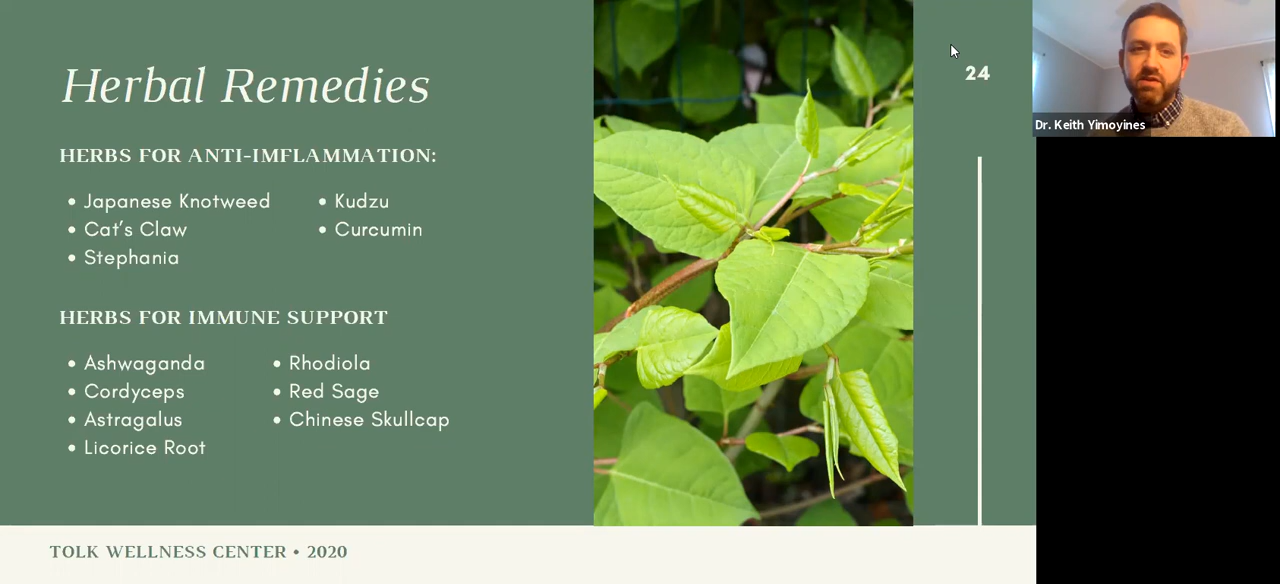 Herbal Remedies
HERBS FOR ANTI-IMFLAMMATION:
• Japanese Knotweed
• Cat's Claw
• Stephania
• Kudzu
• Curcumin
HERBS FOR IMMUNE SUPPORT
• Ashwaganda
• Cordyceps
• Astragalus
• Licorice Root
• Rhodiola
• Red Sage
• Chinese Skullcap
24
Dr. Keith Yimoyines
TOLK WELLNESS CENTER • 2020